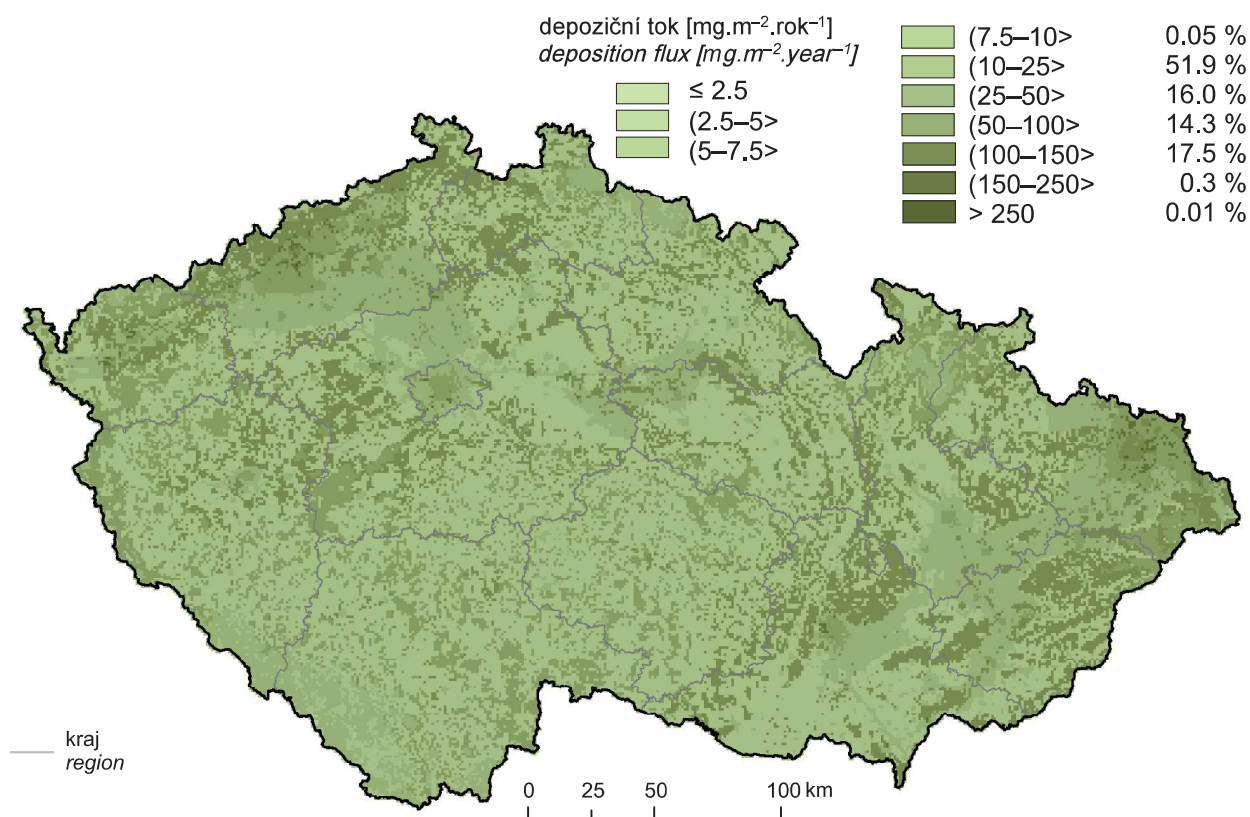 depoziční tok [mg.m⁻².rok⁻¹]
deposition flux [mg.m⁻².year⁻¹]
≤ 2.5
(2.5–5>
(5–7.5>
(7.5–10> 0.05 %
(10–25> 51.9 %
(25–50> 16.0 %
(50–100> 14.3 %
(100–150> 17.5 %
(150–250> 0.3 %
> 250 0.01 %
kraj
region
0 25 50 100 km